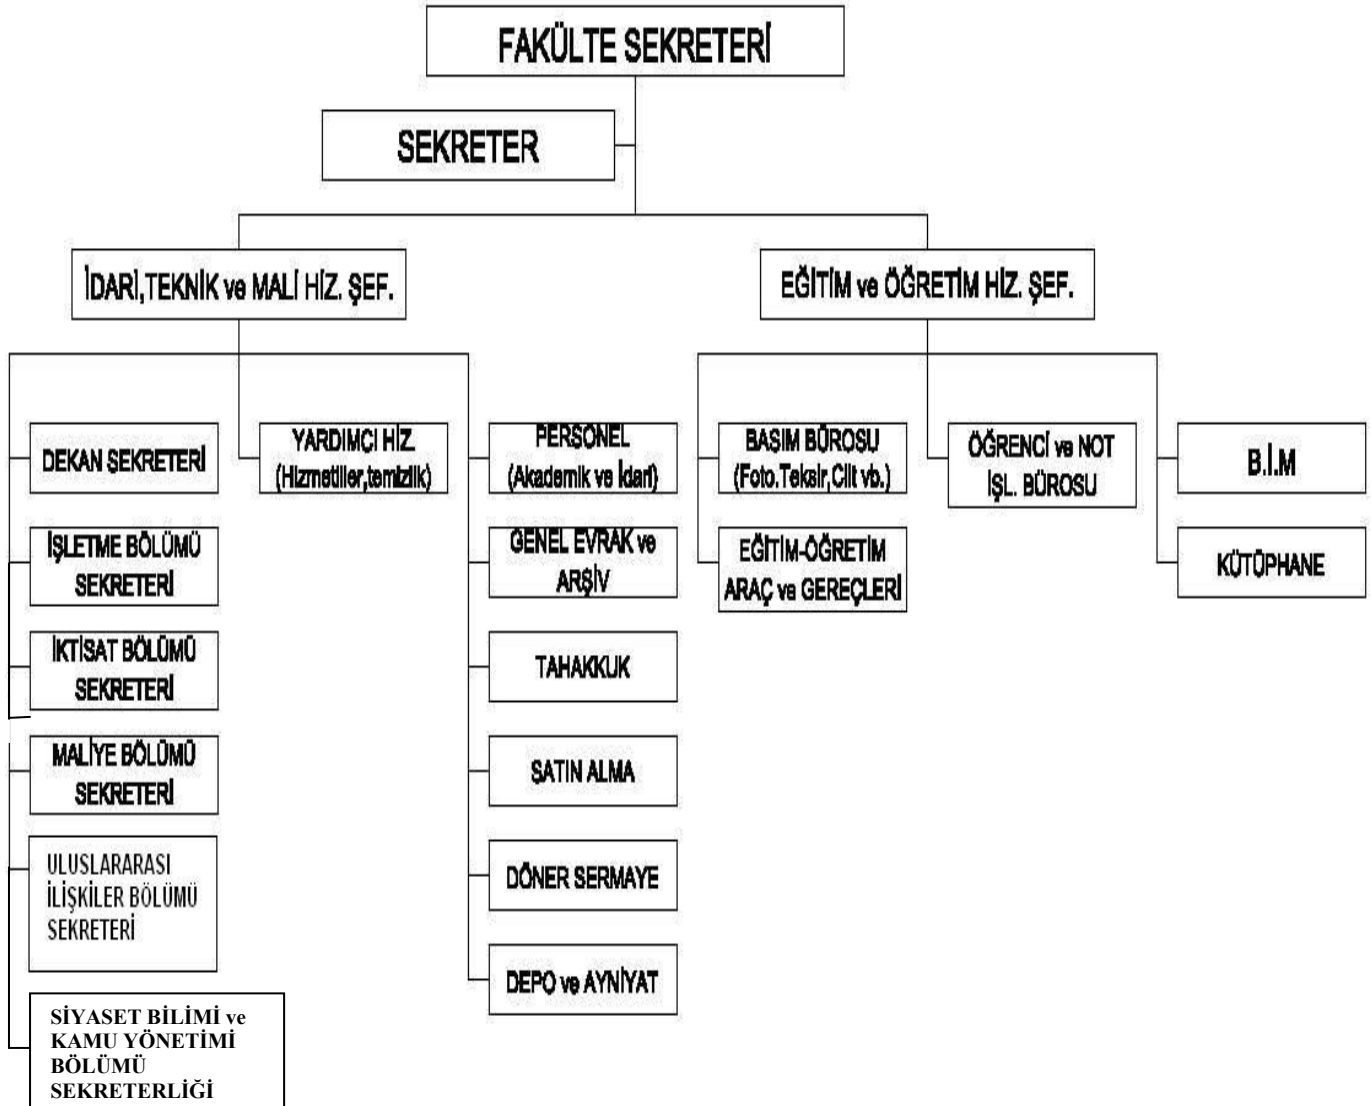 FAKÜLTE SEKRETERİ
SEKRETER
İDARİ,TEKNİK ve MALİ HİZ. ŞEF.
EĞİTİM ve ÖĞRETİM HİZ. ŞEF.
DEKAN SEKRETERİ
İŞLETME BÖLÜMÜ
SEKRETERİ
İKTİSAT BÖLÜMÜ
SEKRETERİ
MALİYE BÖLÜMÜ
SEKRETERİ
ULUSLARARASI
İLİŞKİLER BÖLÜMÜ
SEKRETERİ
SİYASET BİLİMİ ve
KAMU YÖNETİMİ
BÖLÜMÜ
SEKRETERLİĞİ
YARDIMCI HİZ.
(Hizmetliler,temizlik)
PERSONEL
(Akademik ve İdari)
GENEL EVRAK ve
ARŞİV
TAHAKKUK
SATIN ALMA
DÖNER SERMAYE
DEPO ve AYNİYAT
BASIM BÜROSU
(Foto.Teksir,Cilt vb.)
EĞİTİM-ÖĞRETİM
ARAÇ ve GEREÇLERİ
ÖĞRENCİ ve NOT
İŞL. BÜROSU
B.İ.M
KÜTÜPHANE